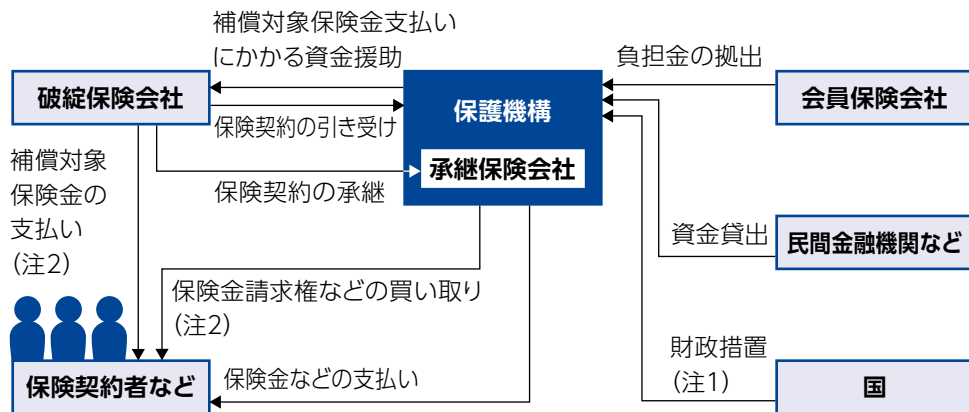 補償対象保険金支払い
にかかる資金援助
負担金の拠出
破綻保険会社
保護機構
会員保険会社
保険契約の引き受け
承継保険会社
補償対象
保険金の
支払い
(注2)
保険契約の承継
資金貸出
民間金融機関など
保険金請求権などの買い取り
(注2)
財政措置
(注1)
保険契約者など
保険金などの支払い
国